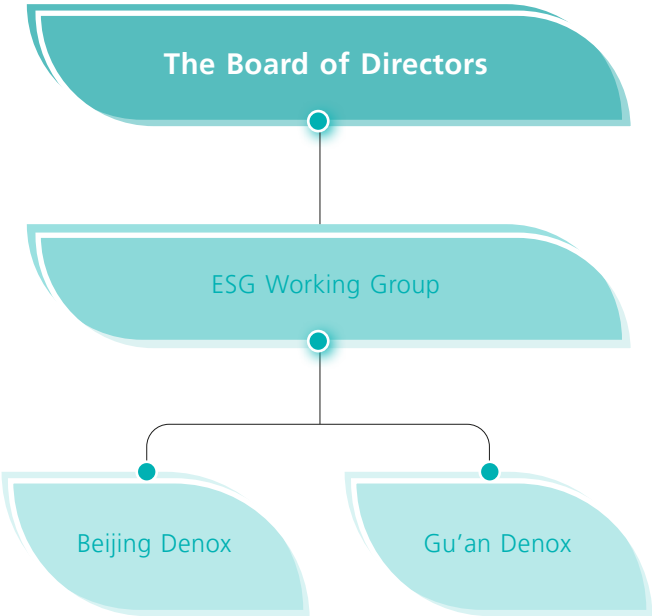 The Board of Directors
ESG Working Group
Beijing Denox
Gu’an Denox